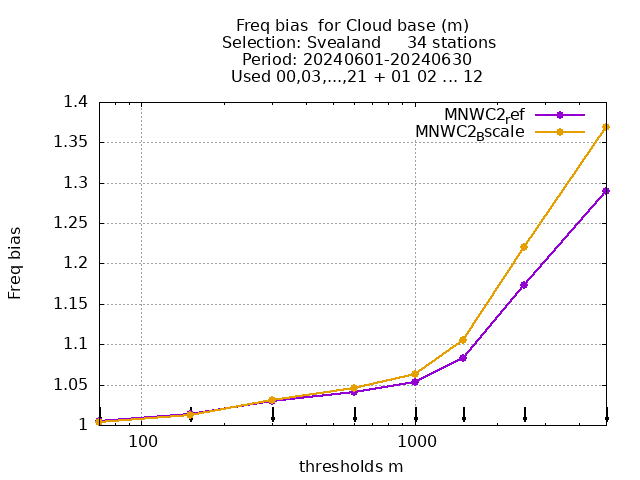 Freq bias  for Cloud base (m)
Selection: Svealand     34 stations
Period: 20240601-20240630
Used 00,03,...,21 + 01 02 ... 12
MNWC2ref
MNWC2Bscale
1.4
1.35
1.3
1.25
1.2
1.15
1.1
1.05
1
Freq bias
100
1000
thresholds m